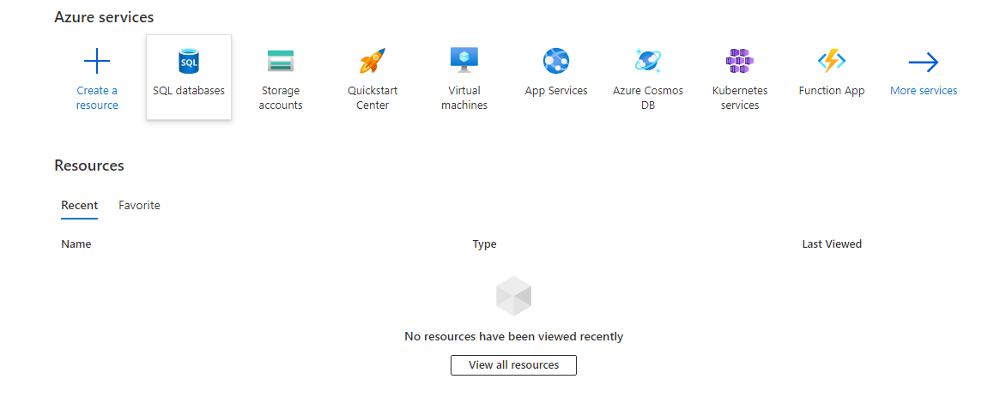 Azure services
SQL
Create a
resource
SQL databases
Storage
accounts
Quickstart
Center
Virtual
machines
App Services
Azure Cosmos
DB
Kubernetes
services
Function App
More services
Resources
Recent
Favorite
Name
Type
Last Viewed
No resources have been viewed recently
View all resources